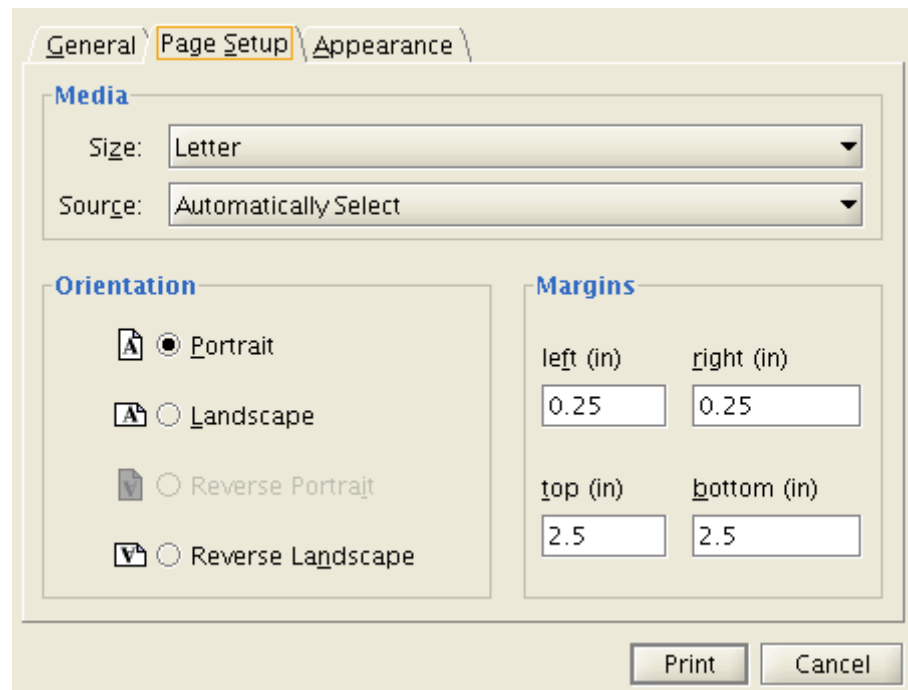 General Page Setup Appearance
Media
Size: Letter
Source: Automatically Select
Orientation
A Portrait
A Landscape
A Reverse Portrait
A Reverse Landscape
Margins
left (in) right (in)
0.25 0.25
top (in) bottom (in)
2.5 2.5
Print Cancel